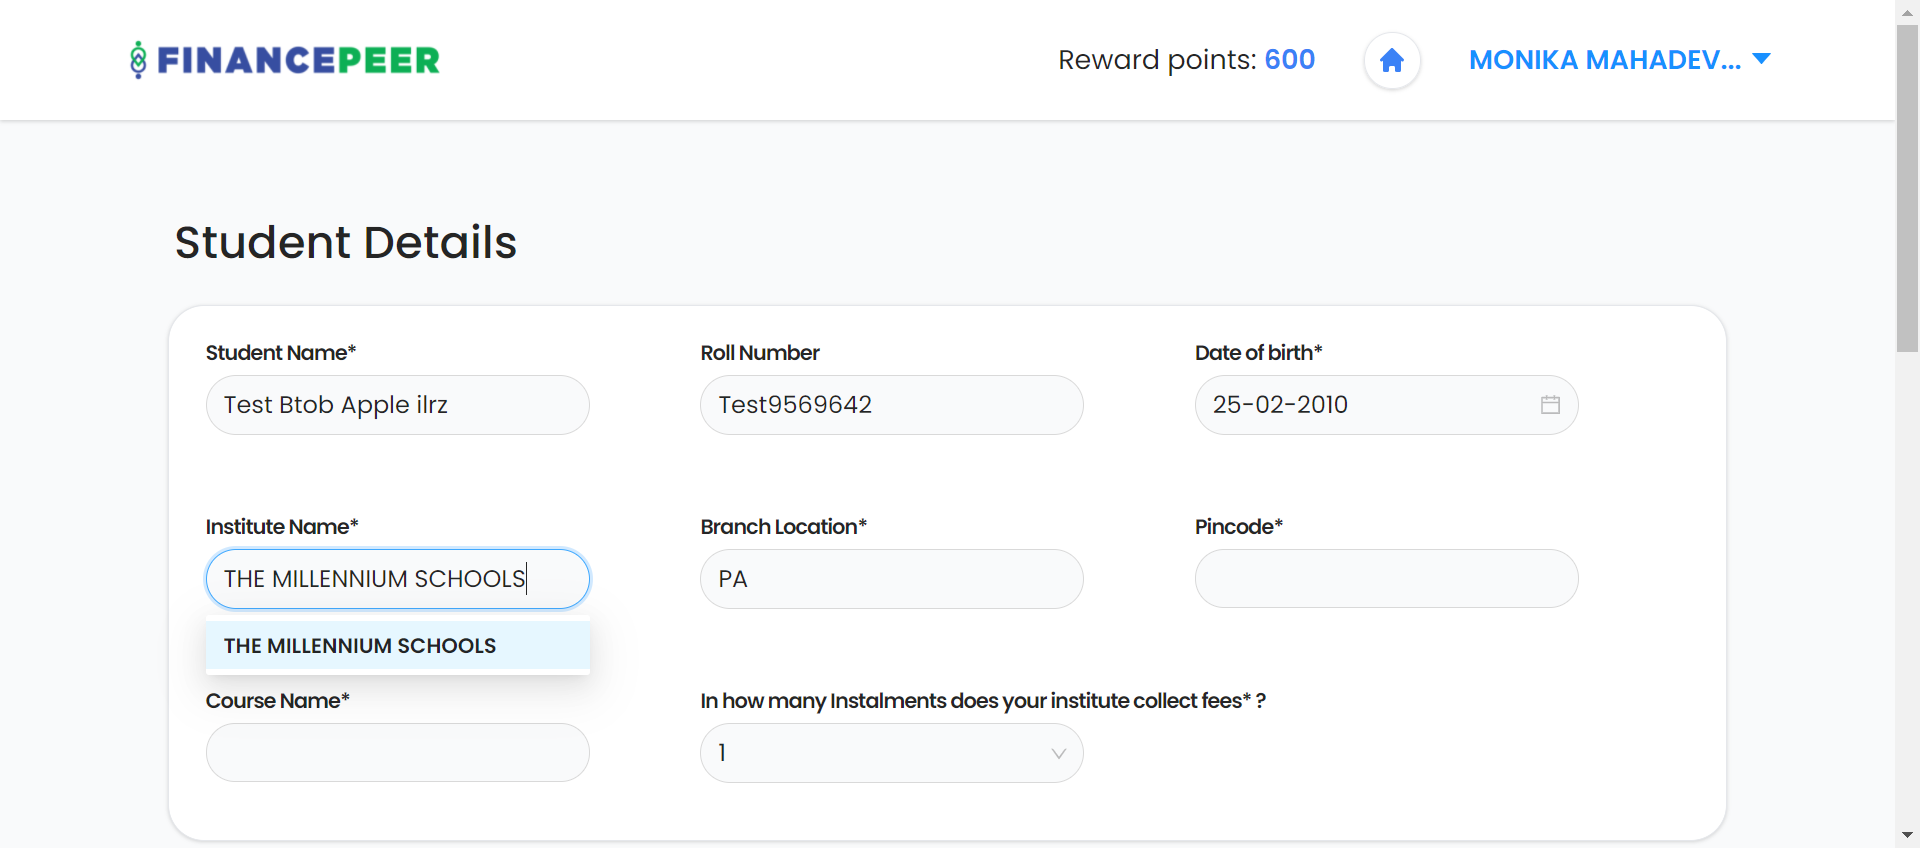 FINANCEPEER
Reward points: 600
MONIKA MAHADEV...
Student Details
Student Name*
Roll Number
Date of birth*
Test Btob Apple ilrz
Test9569642
25-02-2010
Institute Name*
Branch Location*
Pincode*
THE MILLENNIUM SCHOOLS
PA
THE MILLENNIUM SCHOOLS
Course Name*
In how many Instalments does your institute collect fees* ?
1